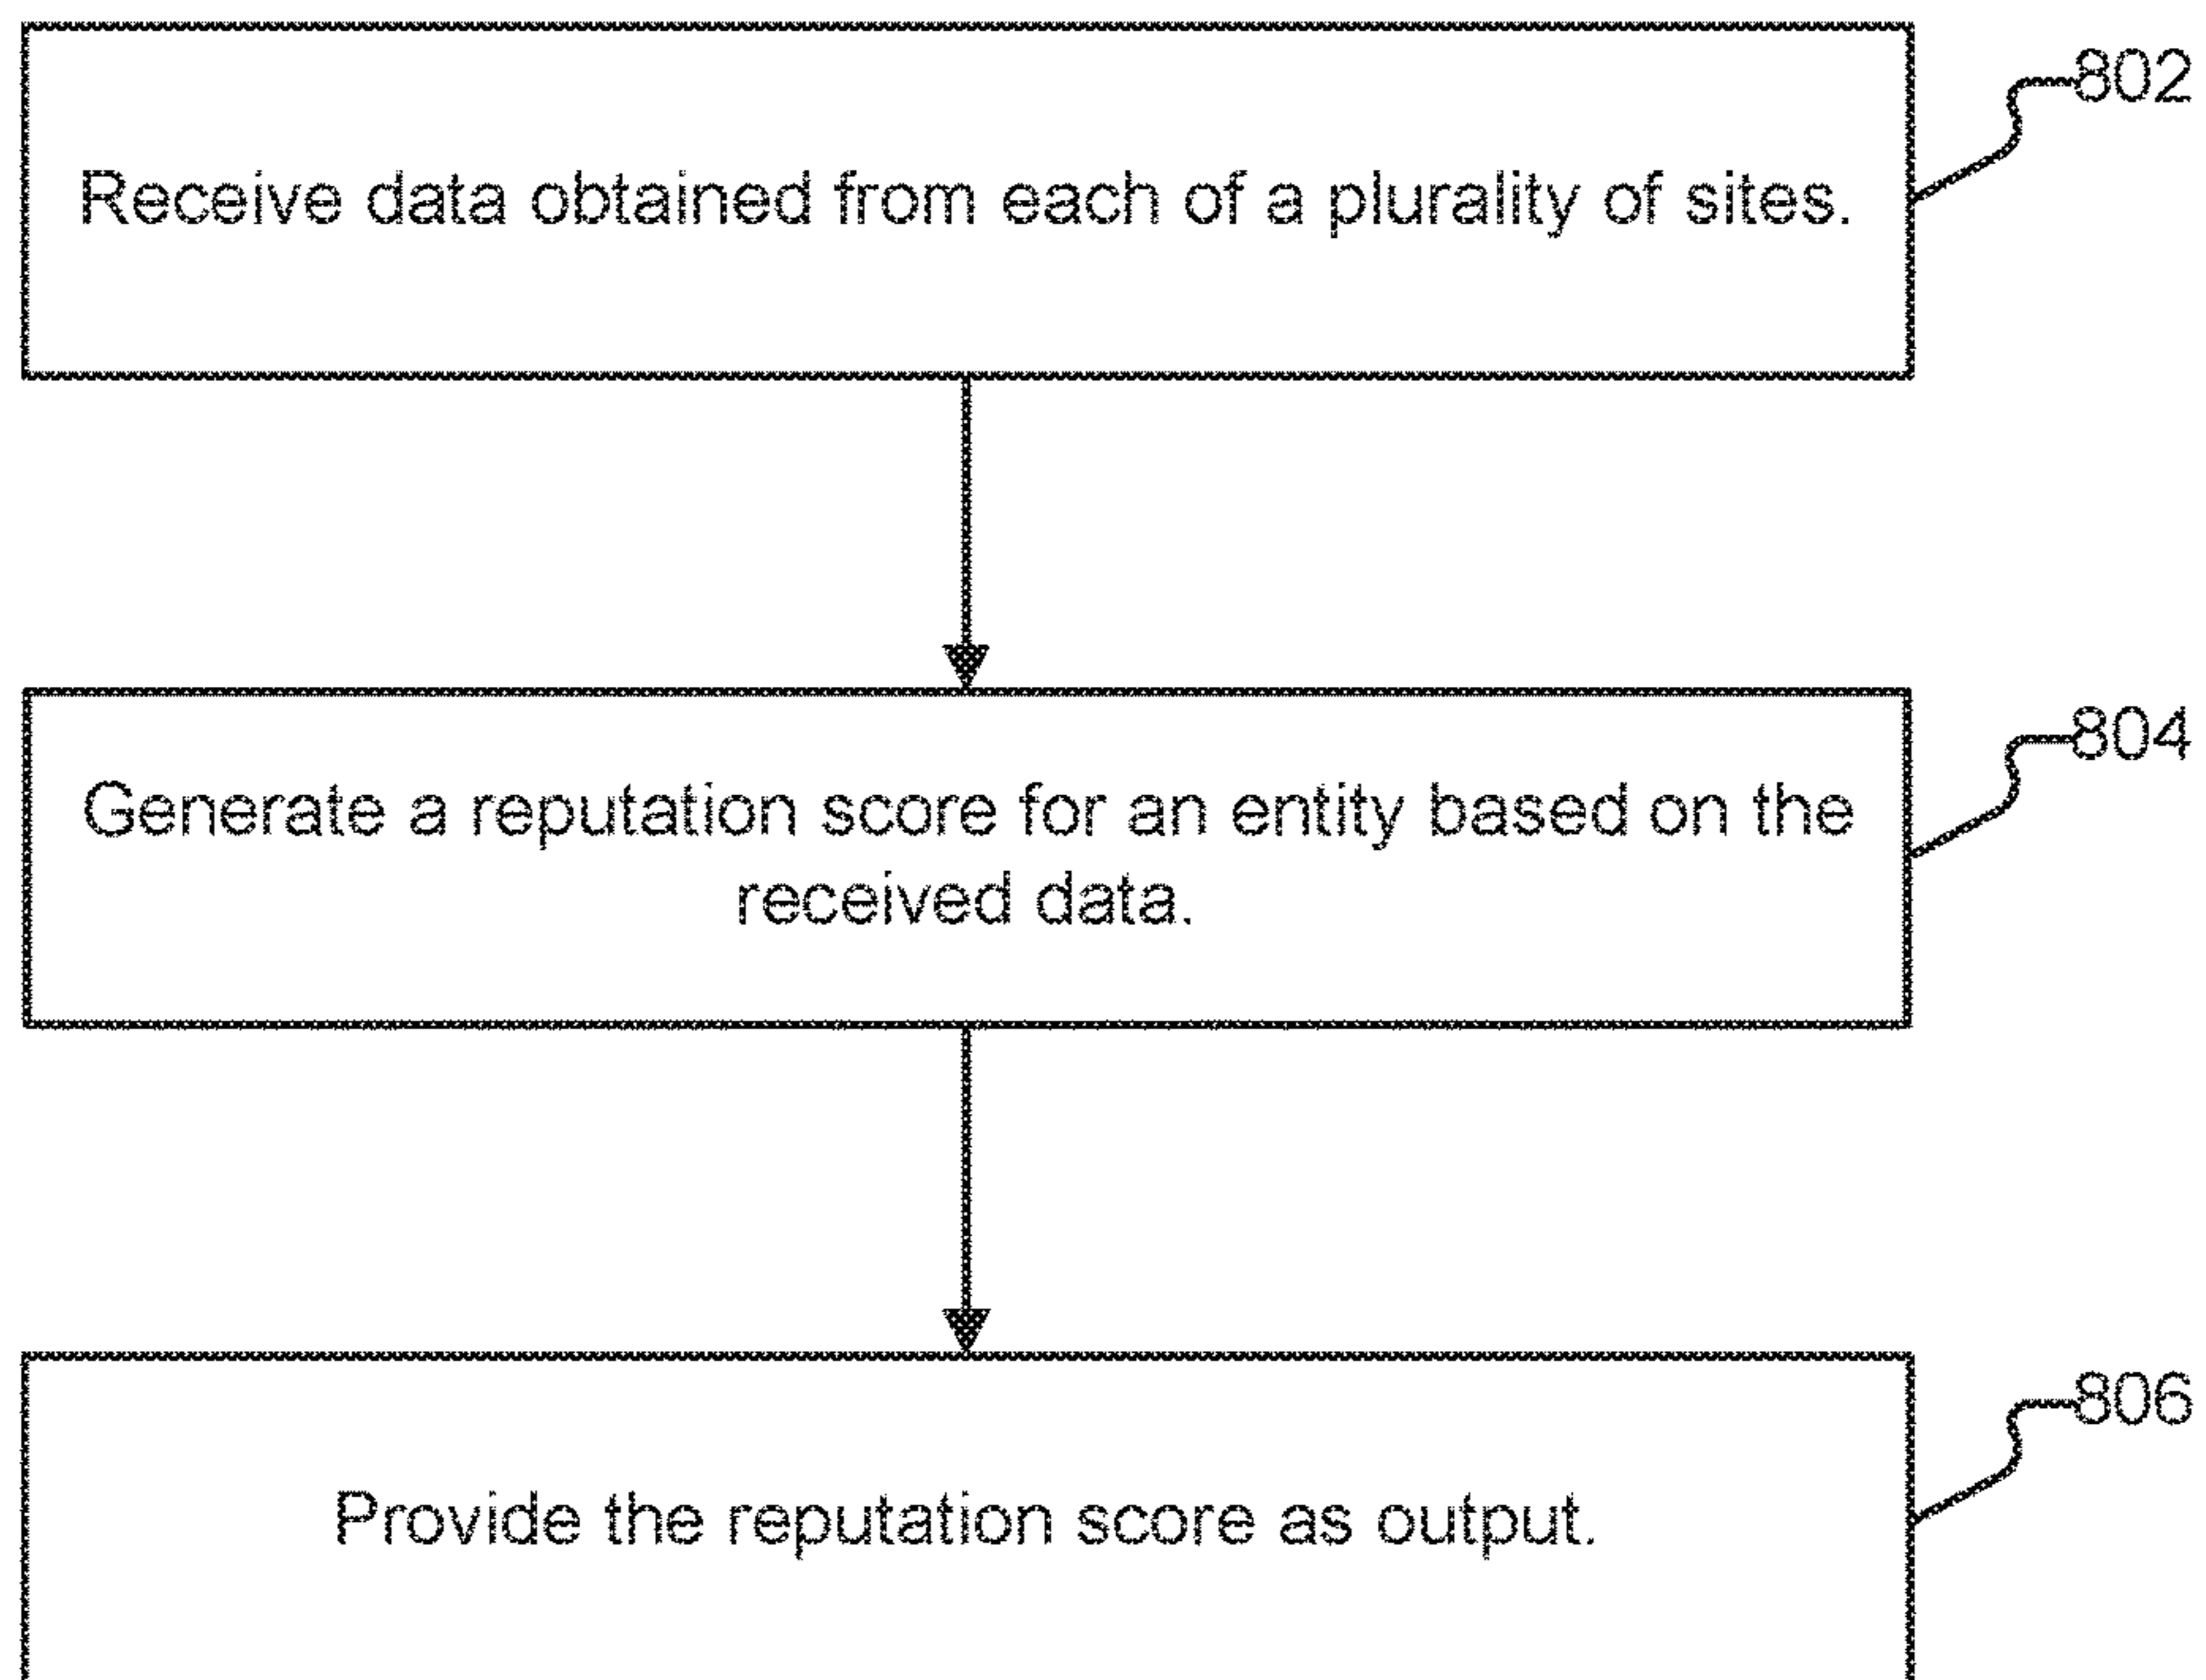 802
Receive data obtained from each of a plurality of sites.
804
Generate a reputation score for an entity based on the
received data.
806
Provide the reputation score as output.